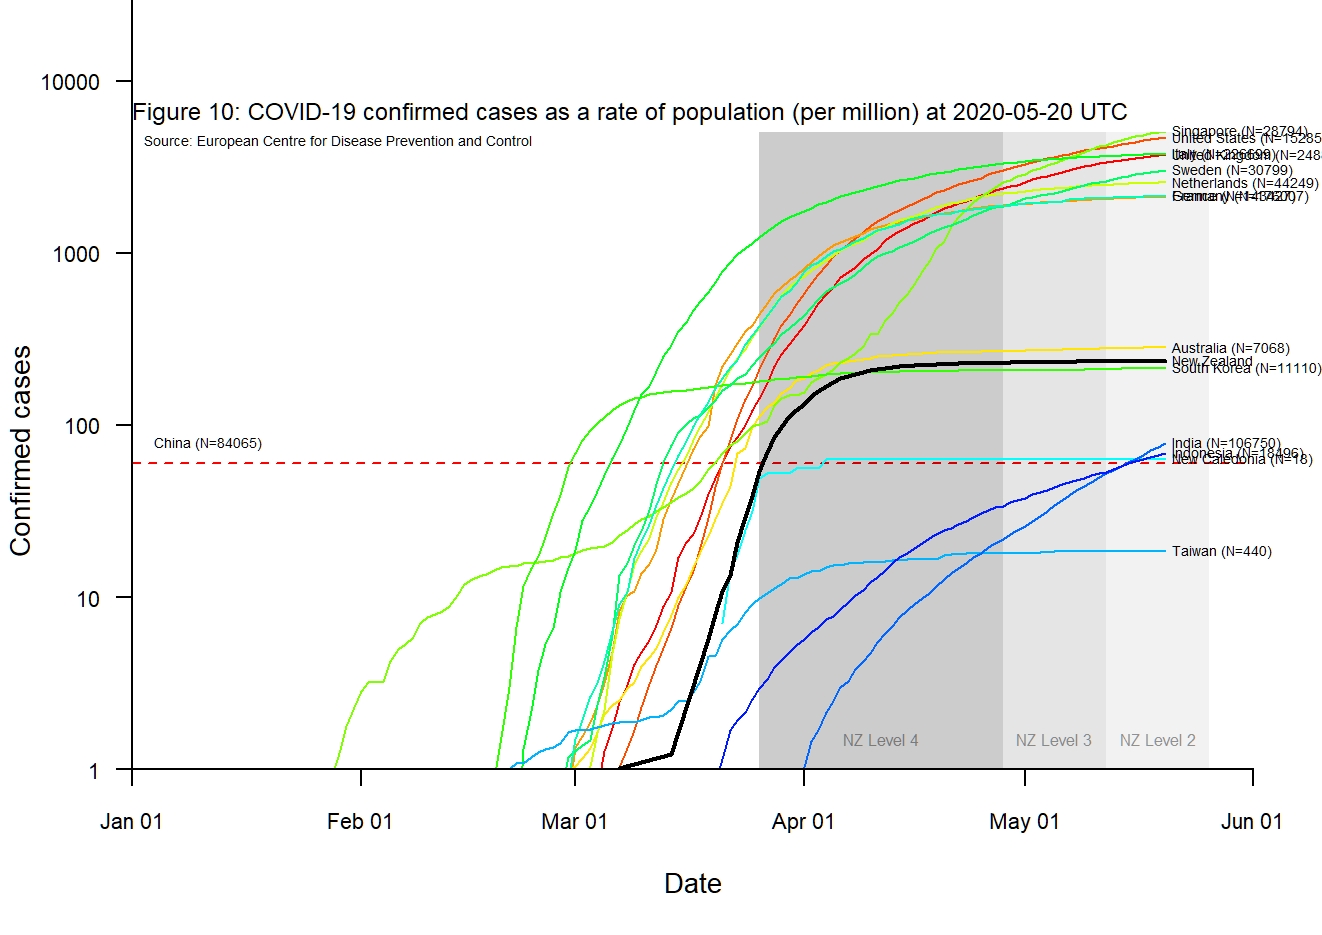 10000
Figure 10: COVID-19 confirmed cases as a rate of population (per million) at 2020-05-20 UTC
Source: European Centre for Disease Prevention and Control
Singapore (N=28794)
United States (N=15285
Sweden (N=30799)
Netherlands (N=44249)
1000
Australia (N=7068)
New Zealand
South Korea (N=11110)
100
China (N=84065)
India (N=106750)
Indonesia (N=18496)
New Caledonia (N=18)
Taiwan (N=440)
10
NZ Level 4
NZ Level 3
NZ Level 2
1
Jan 01
Feb 01
Mar 01
Apr 01
May 01
Jun 01
Confirmed cases
Date